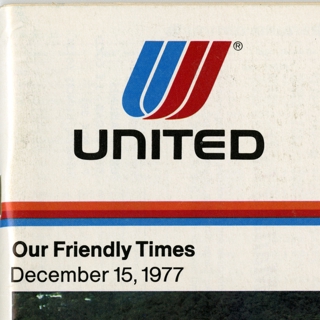 ®
UNITED
Our Friendly Times
December 15, 1977